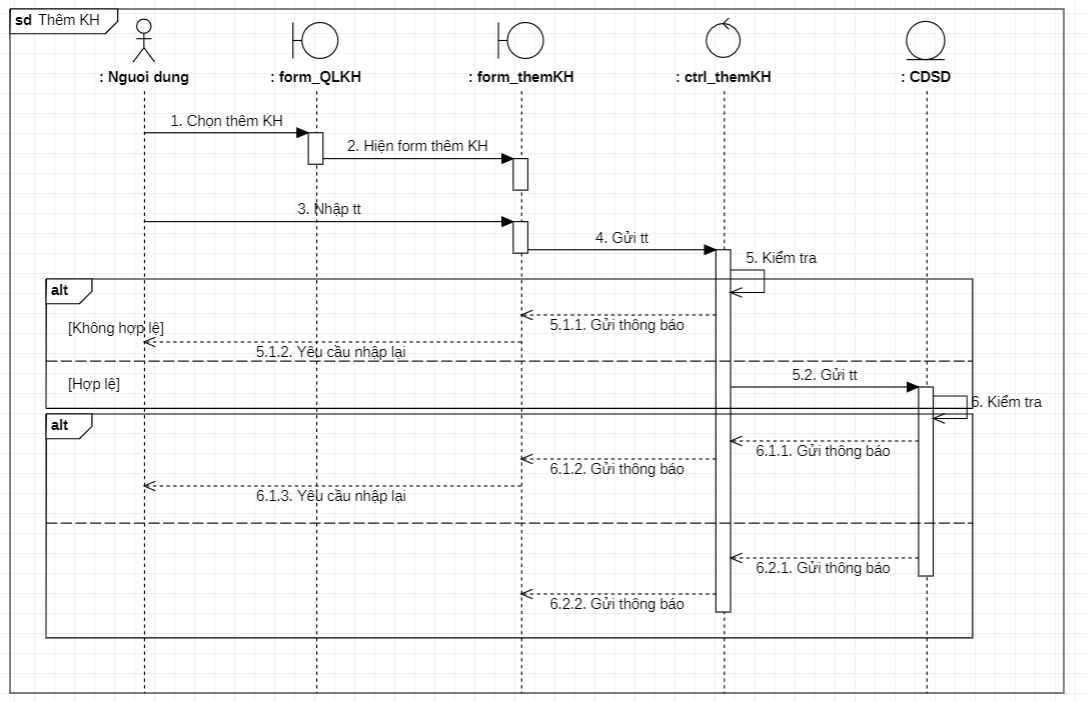 sd Thêm KH
: Nguoi dung
: form_QLKH
: form_themKH
: ctrl_themKH
: CDSD
1. Chọn thêm KH
2. Hiện form thêm KH
3. Nhập tt
4. Gửi tt
5. Kiểm tra
alt
[Không hợp lệ]
5.1.1. Gửi thông báo
5.1.2. Yêu cầu nhập lại
[Hợp lệ]
5.2. Gửi tt
6. Kiểm tra
alt
6.1.1. Gửi thông báo
6.1.2. Gửi thông báo
6.1.3. Yêu cầu nhập lại
6.2.1. Gửi thông báo
6.2.2. Gửi thông báo